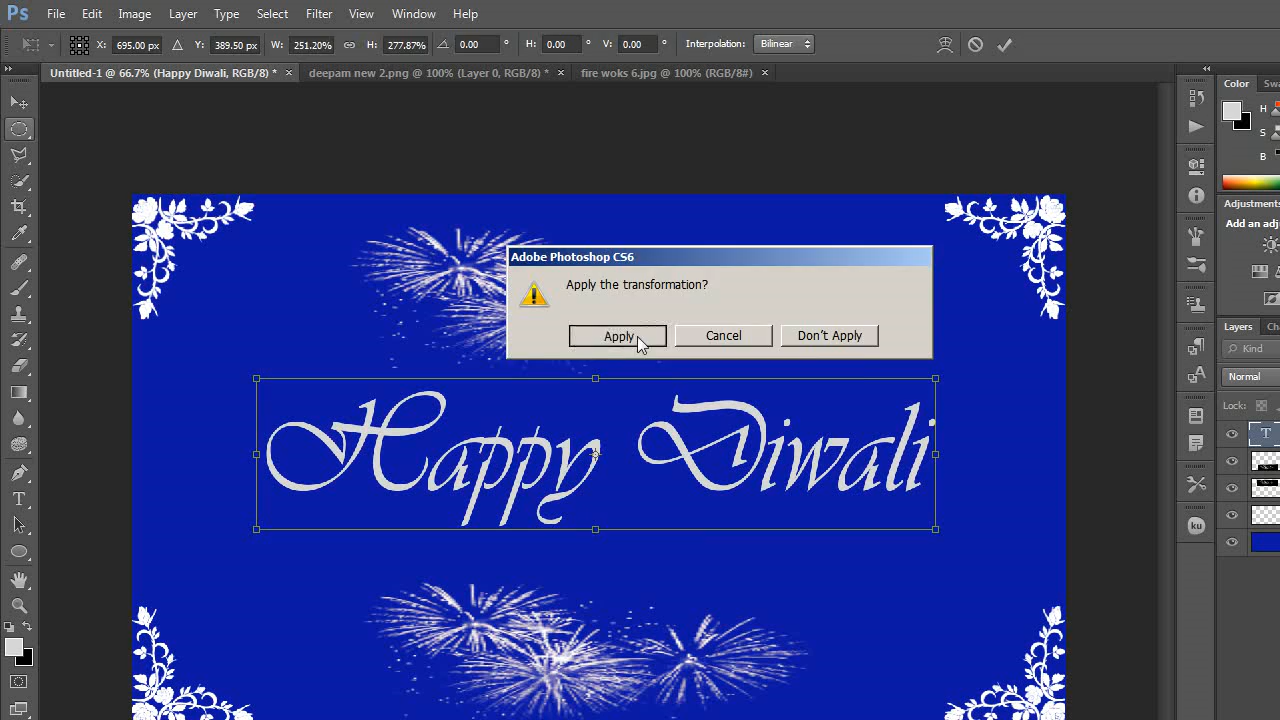 Ps File Edit Image Layer Type Select Filter View Window Help
X: 695.00 px Y: 389.50 px W: 251.20% H: 277.87% 0.00 ° H: 0.00 ° V: 0.00 ° Interpolation: Bilinear
Untitled-1 @ 66.7% (Happy Diwali, RGB/8) * × deepam new 2.png @ 100% (Layer 0, RGB/8) * × fire woks 6.jpg @ 100% (RGB/8#) ×
Color
H
S
B
Adobe Photoshop CS6
Apply the transformation?
Apply Cancel Don't Apply
Happy Diwali
Adjustments
Add an adj
Layers
Kind
Normal
Lock:
T
ku